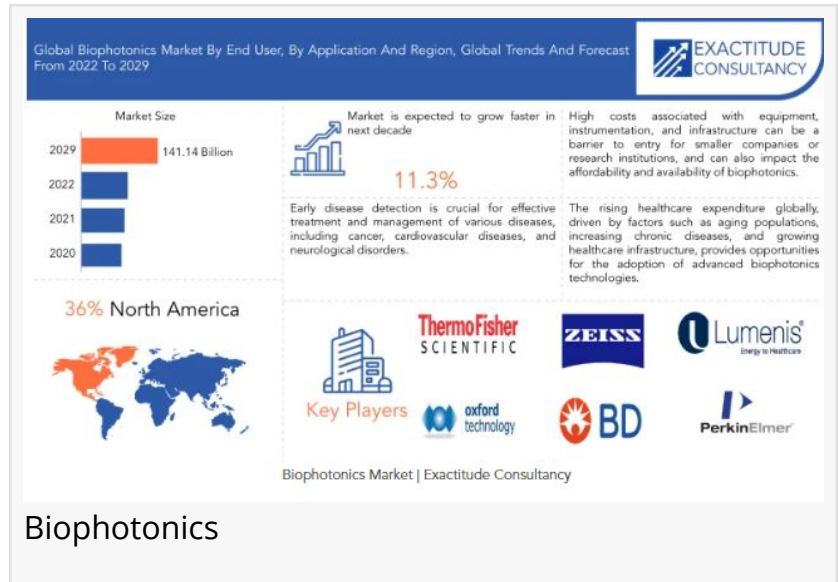 Global Biophotonics Market By End User, By Application And Region, Global Trends And Forecast
From 2022 To 2029
EXACTITUDE
CONSULTANCY
Market Size
2029
141.14 Billion
2022
2021
2020
Market is expected to grow faster in
next decade
11.3%
High costs associated with equipment,
instrumentation, and infrastructure can be a
barrier to entry for smaller companies or
research institutions, and can also impact the
affordability and availability of biophotonics.
Early disease detection is crucial for effective
treatment and management of various diseases,
including cancer, cardiovascular diseases, and
neurological disorders.
The rising healthcare expenditure globally,
driven by factors such as aging populations,
increasing chronic diseases, and growing
healthcare infrastructure, provides opportunities
for the adoption of advanced biophotonics
technologies.
36% North America
Key Players
ThermoFisher
SCIENTIFIC
ZEISS
Lumenis®
Energy to Healthcare
oxford
technology
BD
PerkinElmer®
Biophotonics Market | Exactitude Consultancy
Biophotonics